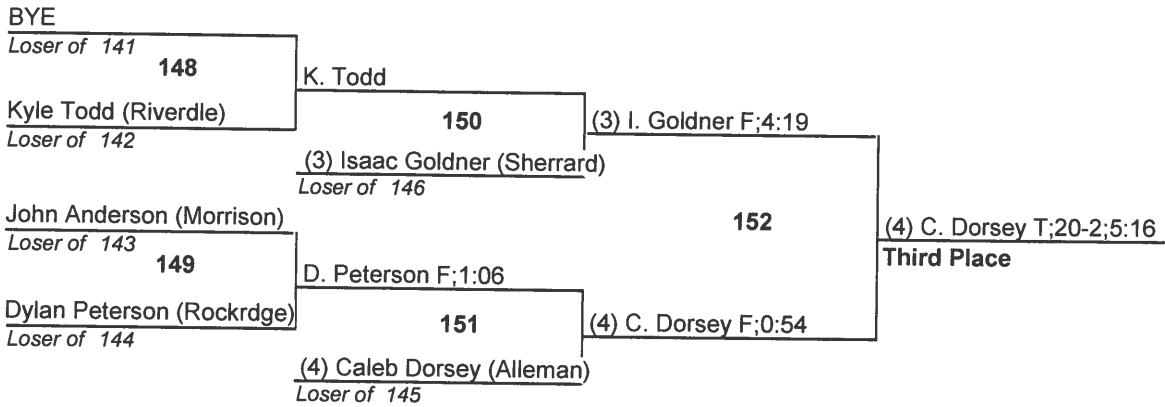 BYE
Loser of 141
148
K. Todd
Kyle Todd (Riverdle)
Loser of 142
150
(3) I. Goldner F;4:19
(3) Isaac Goldner (Sherrard)
Loser of 146
John Anderson (Morrison)
Loser of 143
149
152
(4) C. Dorsey T;20-2;5:16
Third Place
D. Peterson F;1:06
Dylan Peterson (Rockrdge)
Loser of 144
151
(4) C. Dorsey F;0:54
(4) Caleb Dorsey (Alleman)
Loser of 145